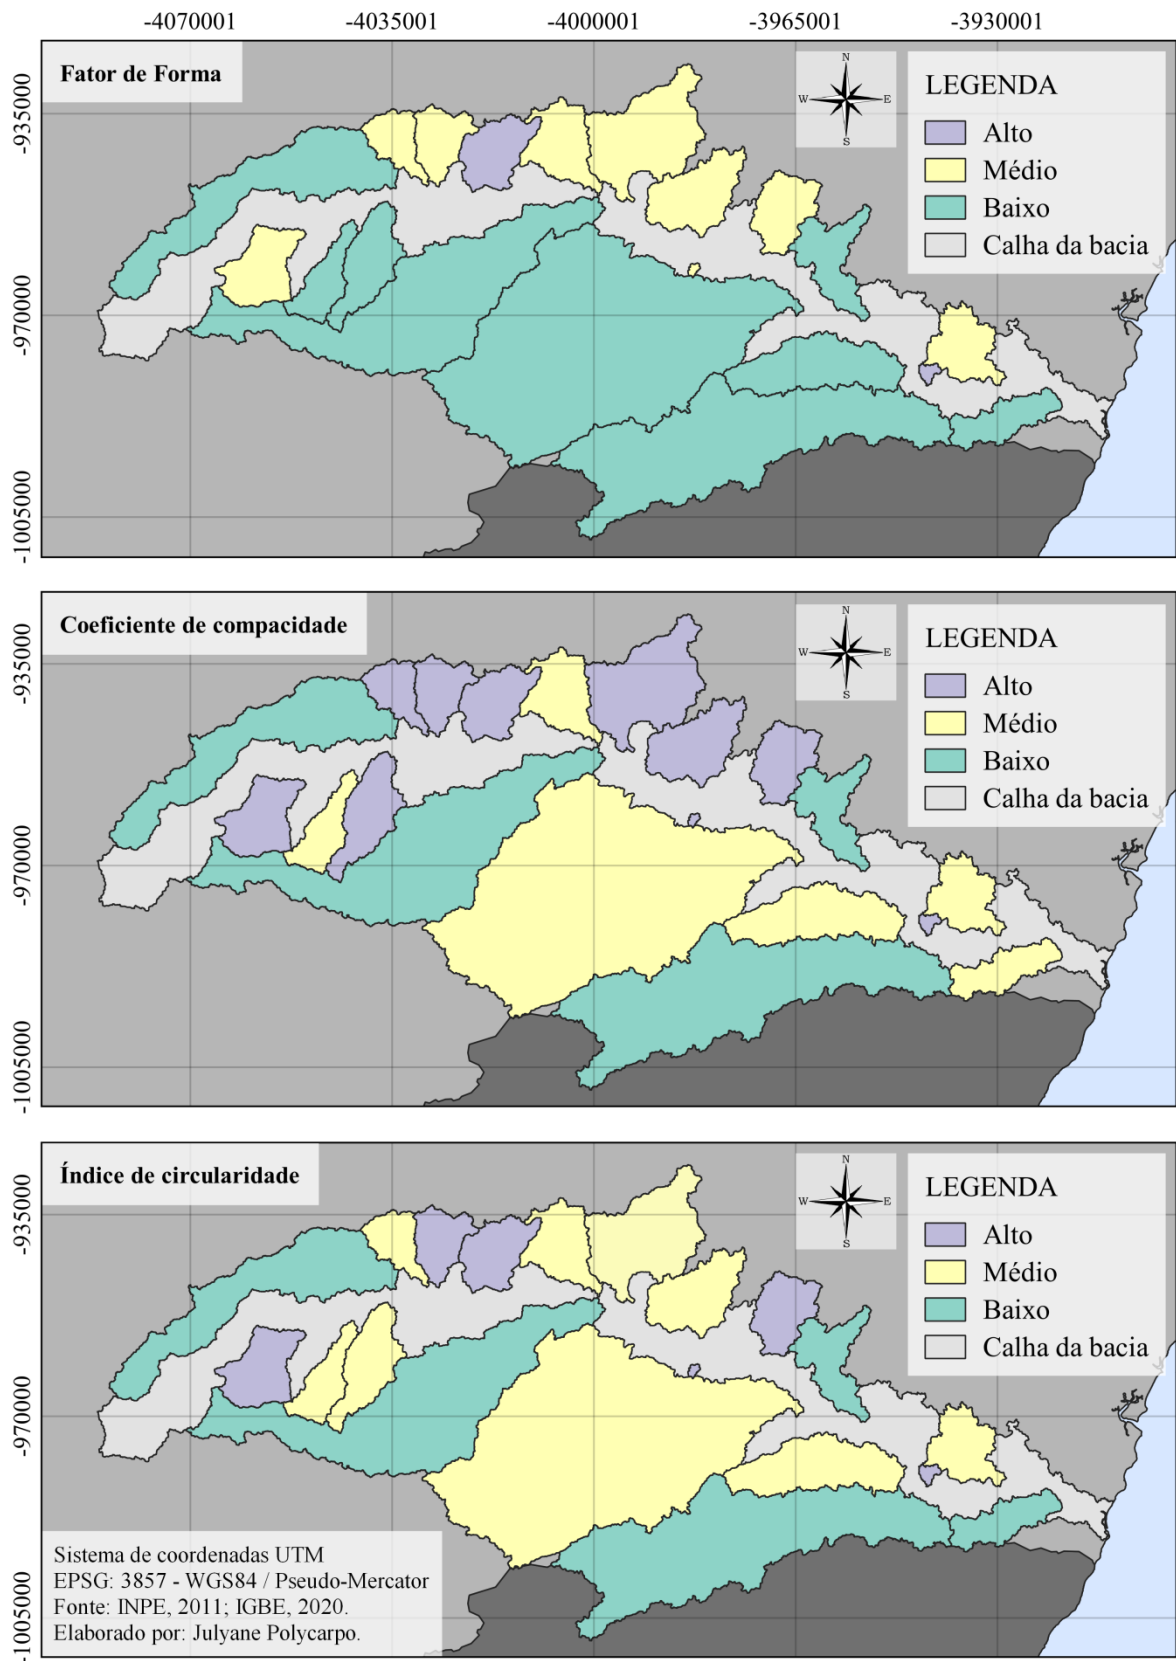 -4070001 -4035001 -4000001 -3965001 -3930001
Fator de Forma
N
W E
S
LEGENDA
Alto
Médio
Baixo
Calha da bacia
-935000
-970000
-1005000
Coeficiente de compacidade
N
W E
S
LEGENDA
Alto
Médio
Baixo
Calha da bacia
-935000
-970000
-1005000
Índice de circularidade
N
W E
S
LEGENDA
Alto
Médio
Baixo
Calha da bacia
-935000
-970000
-1005000
Sistema de coordenadas UTM
EPSG: 3857 - WGS84 / Pseudo-Mercator
Fonte: INPE, 2011; IGBE, 2020.
Elaborado por: Julyane Polycarpo.